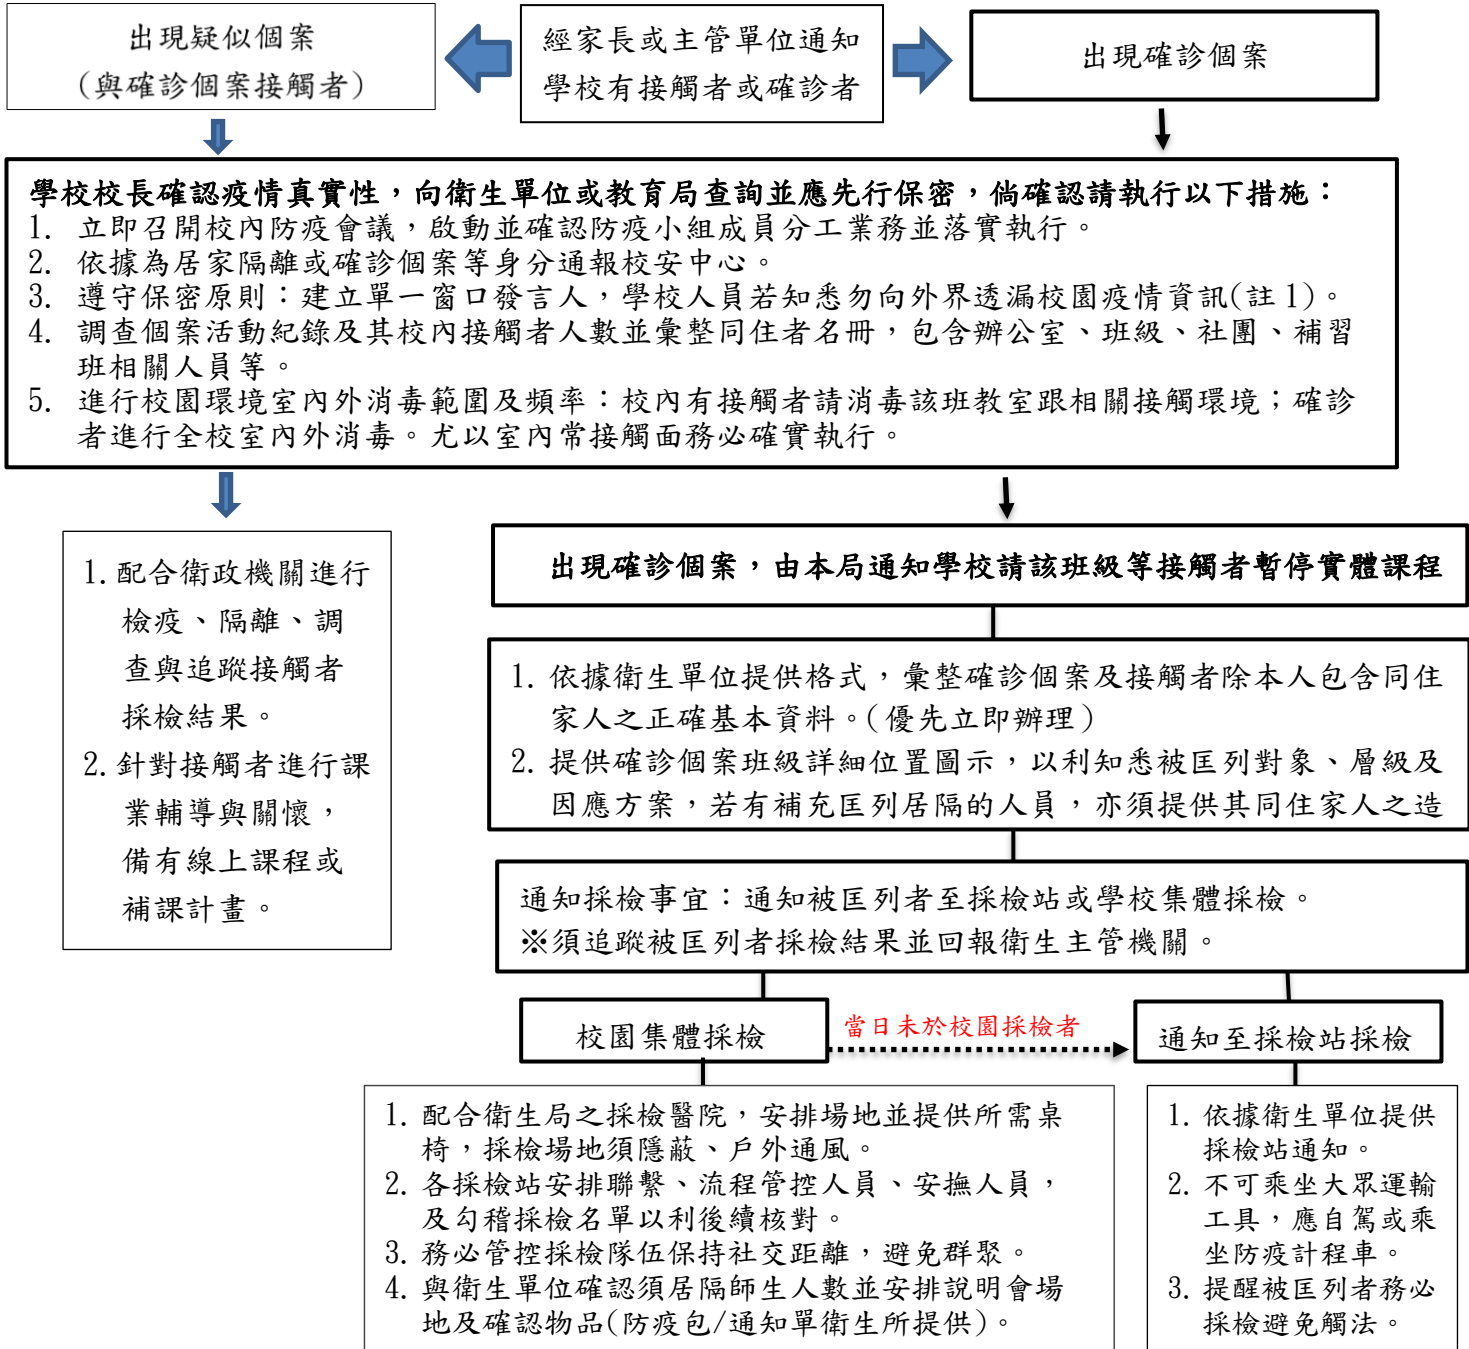 出現疑似個案
(與確診個案接觸者)
經家長或主管單位通知
學校有接觸者或確診者
出現確診個案
學校校長確認疫情真實性，向衛生單位或教育局查詢並應先行保密，倘確認請執行以下措施：
1. 立即召開校內防疫會議，啟動並確認防疫小組成員分工業務並落實執行。
2. 依據為居家隔離或確診個案等身分通報校安中心。
3. 遵守保密原則：建立單一窗口發言人，學校人員若知悉勿向外界透漏校園疫情資訊(註1)。
4. 調查個案活動紀錄及其校內接觸者人數並彙整同住者名冊，包含辦公室、班級、社團、補習
班相關人員等。
5. 進行校園環境室內外消毒範圍及頻率：校內有接觸者請消毒該班教室跟相關接觸環境；確診
者進行全校室內外消毒。尤以室內常接觸面務必確實執行。
1. 配合衛政機關進行
檢疫、隔離、調
查與追蹤接觸者
採檢結果。
2. 針對接觸者進行課
業輔導與關懷，
備有線上課程或
補課計畫。
出現確診個案，由本局通知學校請該班級等接觸者暫停實體課程
1. 依據衛生單位提供格式，彙整確診個案及接觸者除本人包含同住
家人之正確基本資料。(優先立即辦理)
2. 提供確診個案班級詳細位置圖示，以利知悉被匡列對象、層級及
因應方案，若有補充匡列居隔的人員，亦須提供其同住家人之造
通知採檢事宜：通知被匡列者至採檢站或學校集體採檢。
※須追蹤被匡列者採檢結果並回報衛生主管機關。
校園集體採檢
當日未於校園採檢者
通知至採檢站採檢
1. 配合衛生局之採檢醫院，安排場地並提供所需桌
椅，採檢場地須隱蔽、戶外通風。
2. 各採檢站安排聯繫、流程管控人員、安撫人員，
及勾稽採檢名單以利後續核對。
3. 務必管控採檢隊伍保持社交距離，避免群聚。
4. 與衛生單位確認須居隔師生人數並安排說明會場
地及確認物品(防疫包/通知單衛生所提供)。
1. 依據衛生單位提供
採檢站通知。
2. 不可乘坐大眾運輸
工具，應自駕或乘
坐防疫計程車。
3. 提醒被匡列者務必
採檢避免觸法。